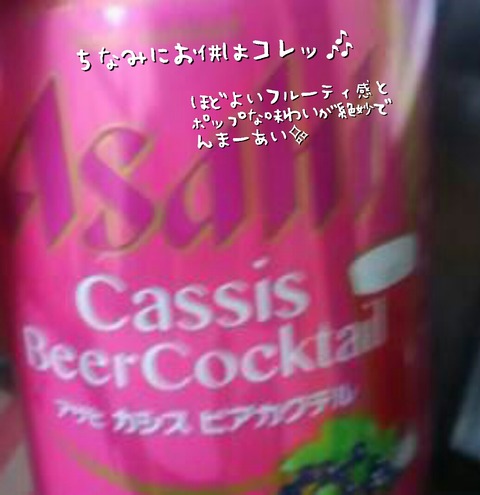 ちなみにお供はコレッ🎶
ほどよいフルーティ感と
ポップな味わいが絶妙で
んまーあい✨
Asahi
Cassis
BeerCocktail
アサヒ カシス ビアカクテル